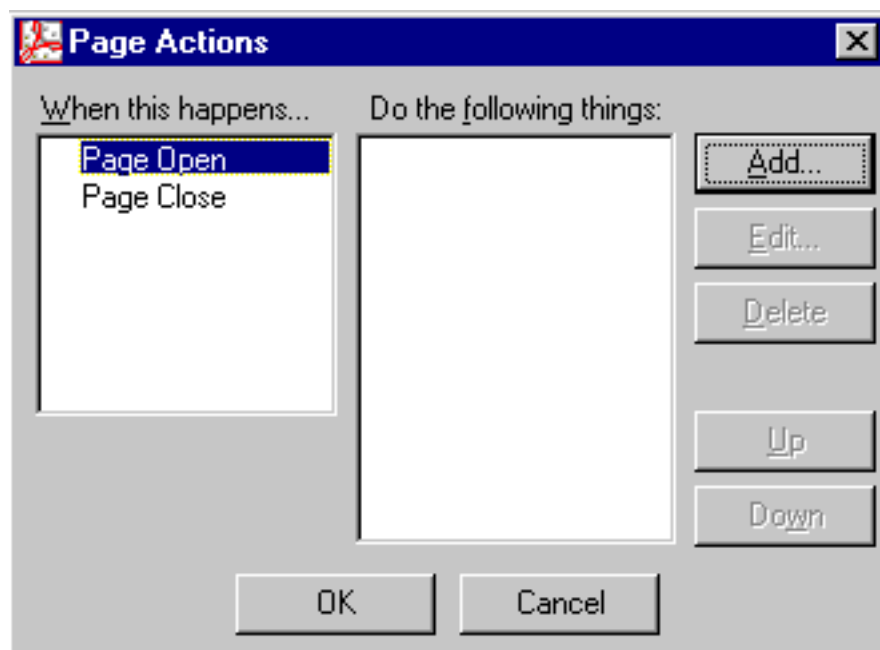 Page Actions
When this happens...
Do the following things:
Page Open
Page Close
Add...
Edit...
Delete
Up
Down
OK
Cancel